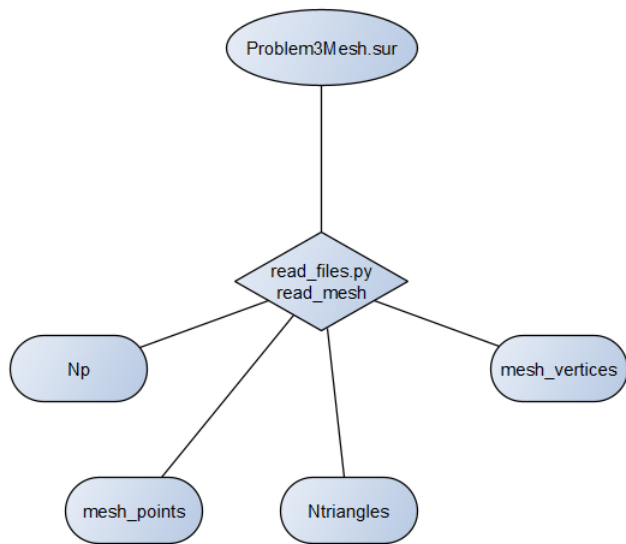 Problem3Mesh.sur
read_files.py
read_mesh
Np
mesh_vertices
mesh_points
Ntriangles